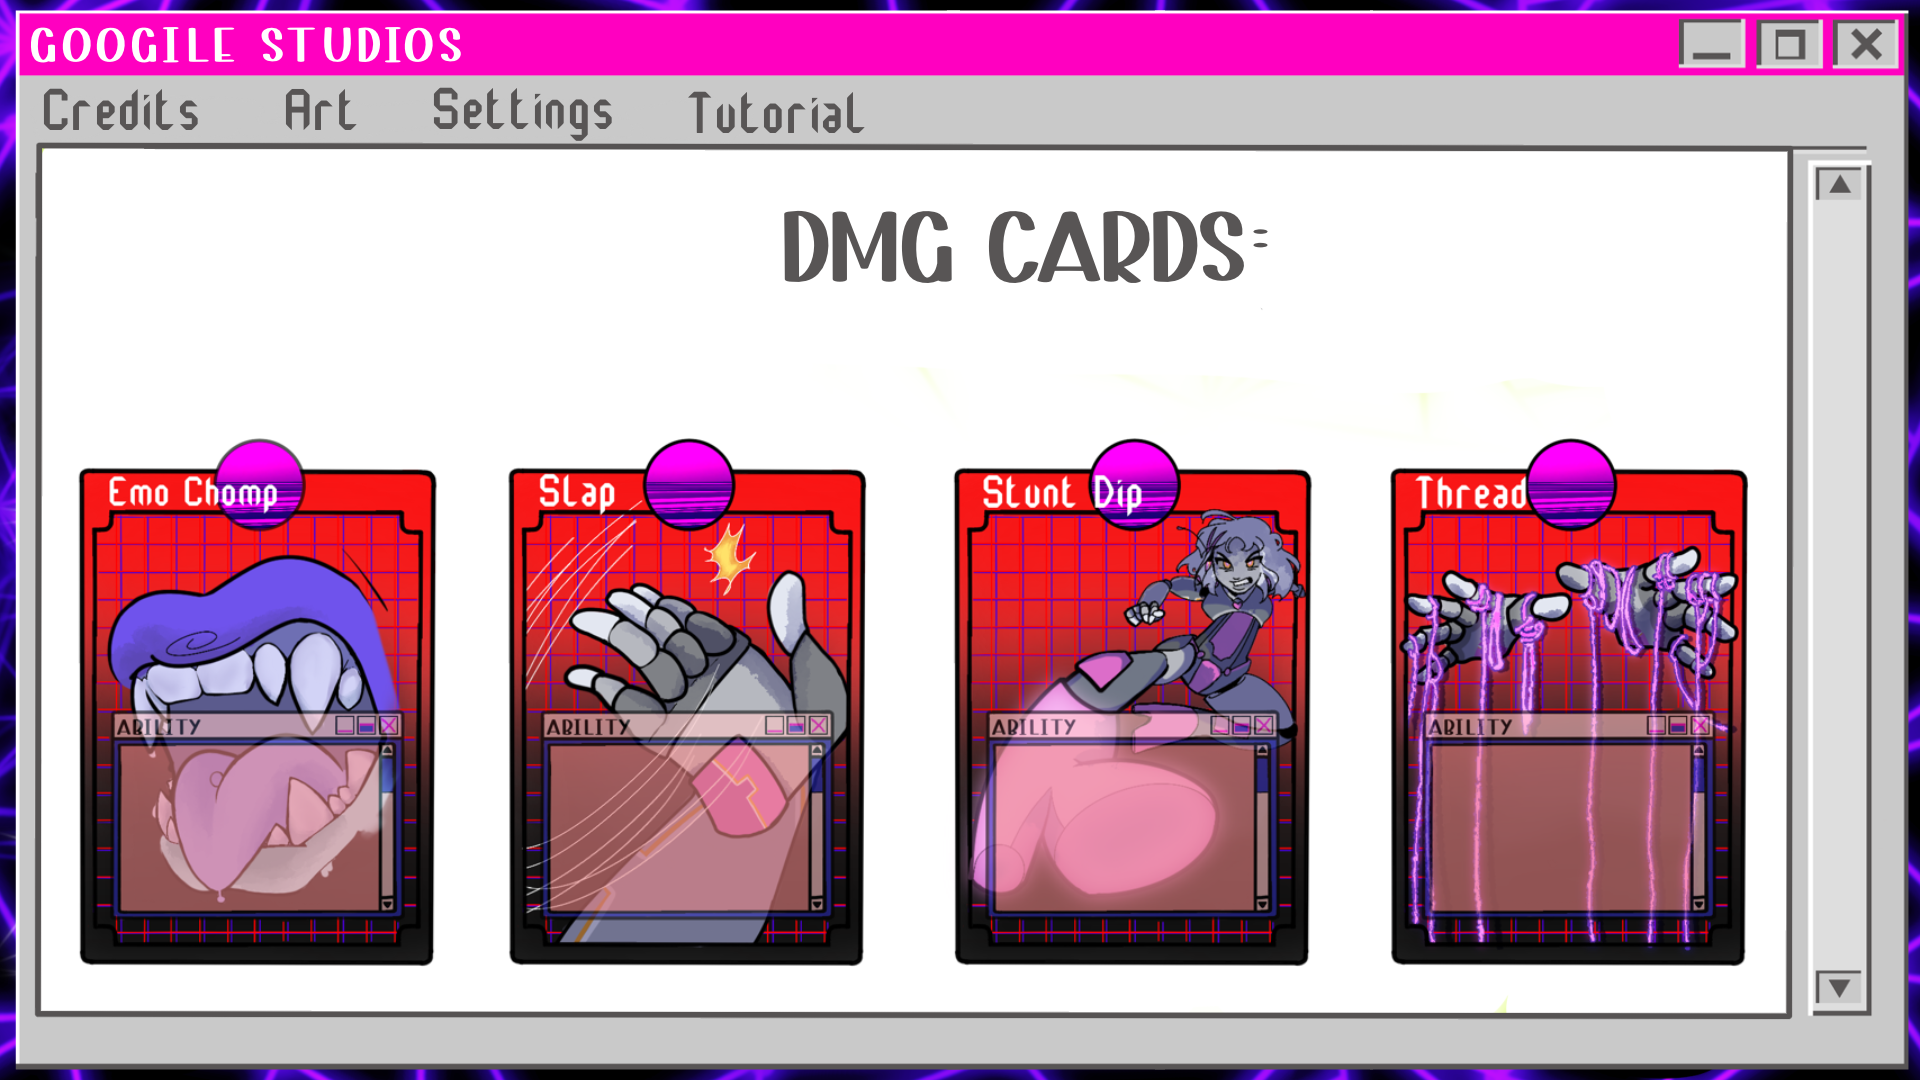 GOOGILE STUDIOS
Credits Art Settings Tutorial
DMG CARDS:
Emo Chomp
Slap
Stunt Dip
Thread
ABILITY
ABILITY
ABILITY
ABILITY